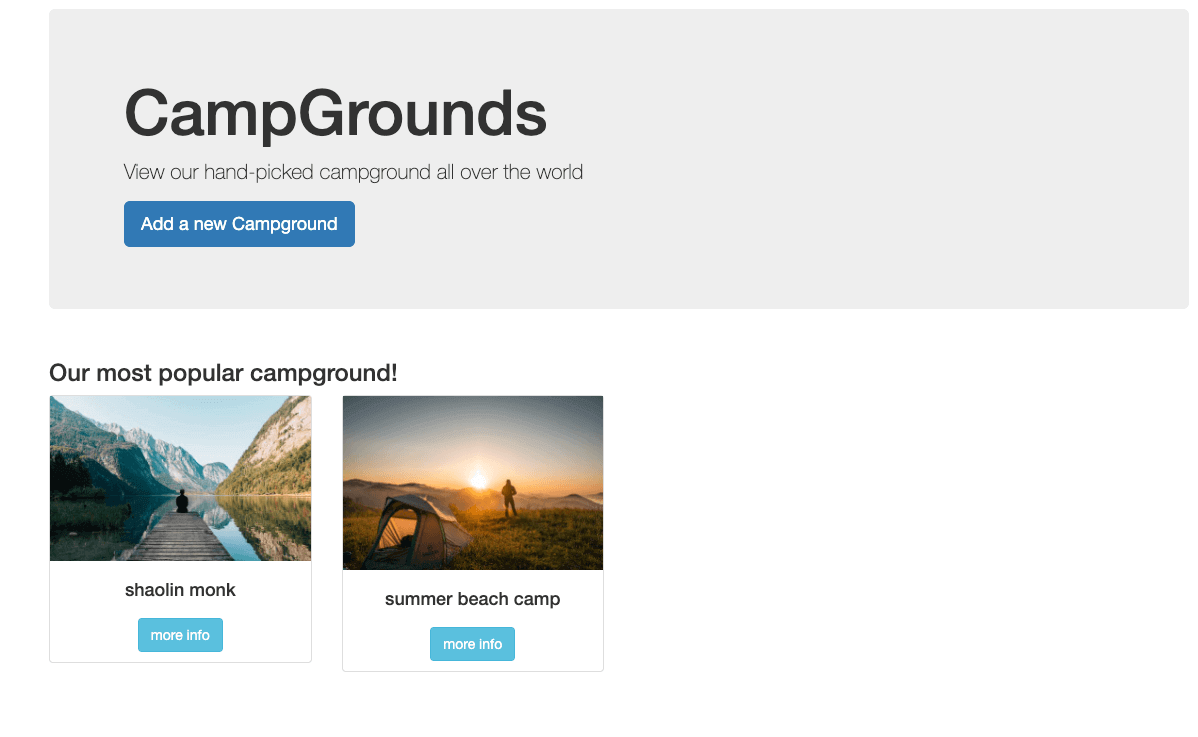 CampGrounds
View our hand-picked campground all over the world
Add a new Campground
Our most popular campground!
shaolin monk
more info
summer beach camp
more info